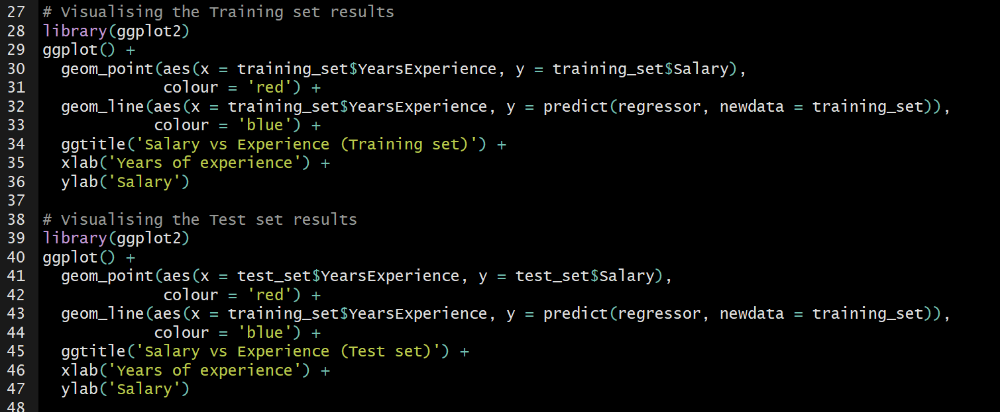 27 # Visualising the Training set results
28 library(ggplot2)
29 ggplot() +
30   geom_point(aes(x = training_set$YearsExperience, y = training_set$Salary),
31              colour = 'red') +
32   geom_line(aes(x = training_set$YearsExperience, y = predict(regressor, newdata = training_set)),
33             colour = 'blue') +
34   ggtitle('Salary vs Experience (Training set)') +
35   xlab('Years of experience') +
36   ylab('Salary')
37
38 # Visualising the Test set results
39 library(ggplot2)
40 ggplot() +
41   geom_point(aes(x = test_set$YearsExperience, y = test_set$Salary),
42              colour = 'red') +
43   geom_line(aes(x = training_set$YearsExperience, y = predict(regressor, newdata = training_set)),
44             colour = 'blue') +
45   ggtitle('Salary vs Experience (Test set)') +
46   xlab('Years of experience') +
47   ylab('Salary')
48